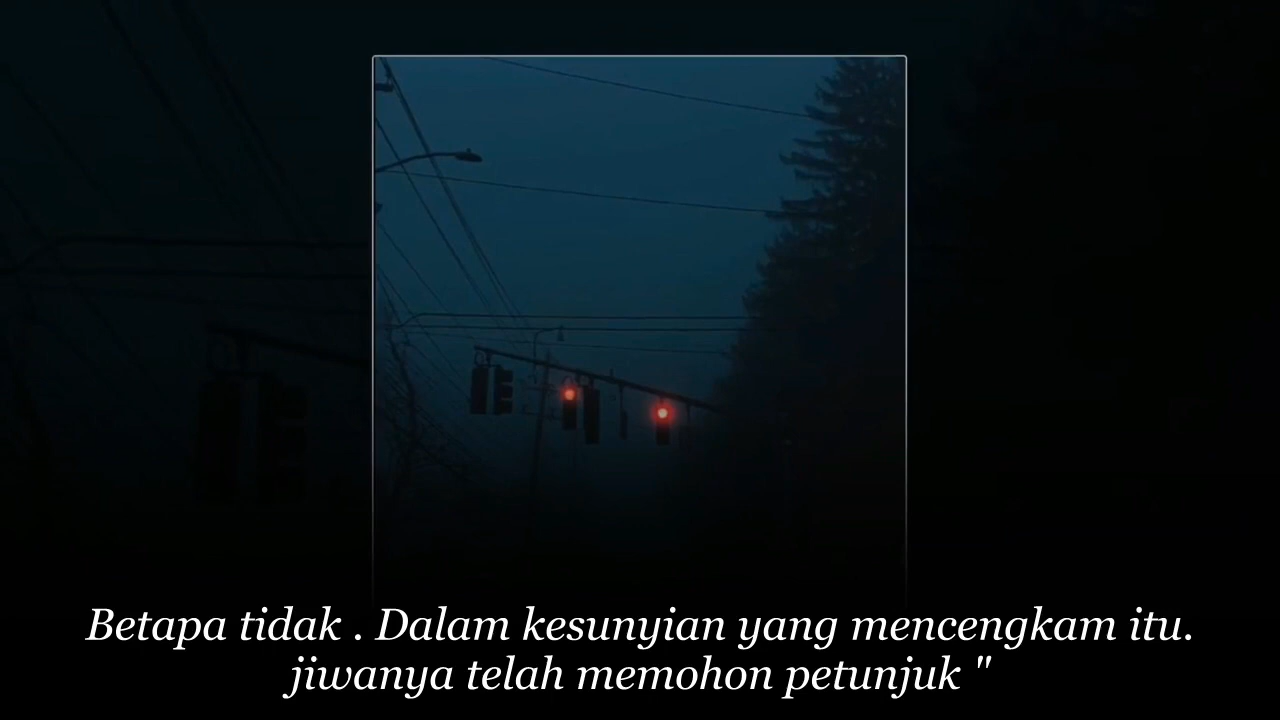 Betapa tidak . Dalam kesunyian yang mencengkam itu.
jiwanya telah memohon petunjuk "